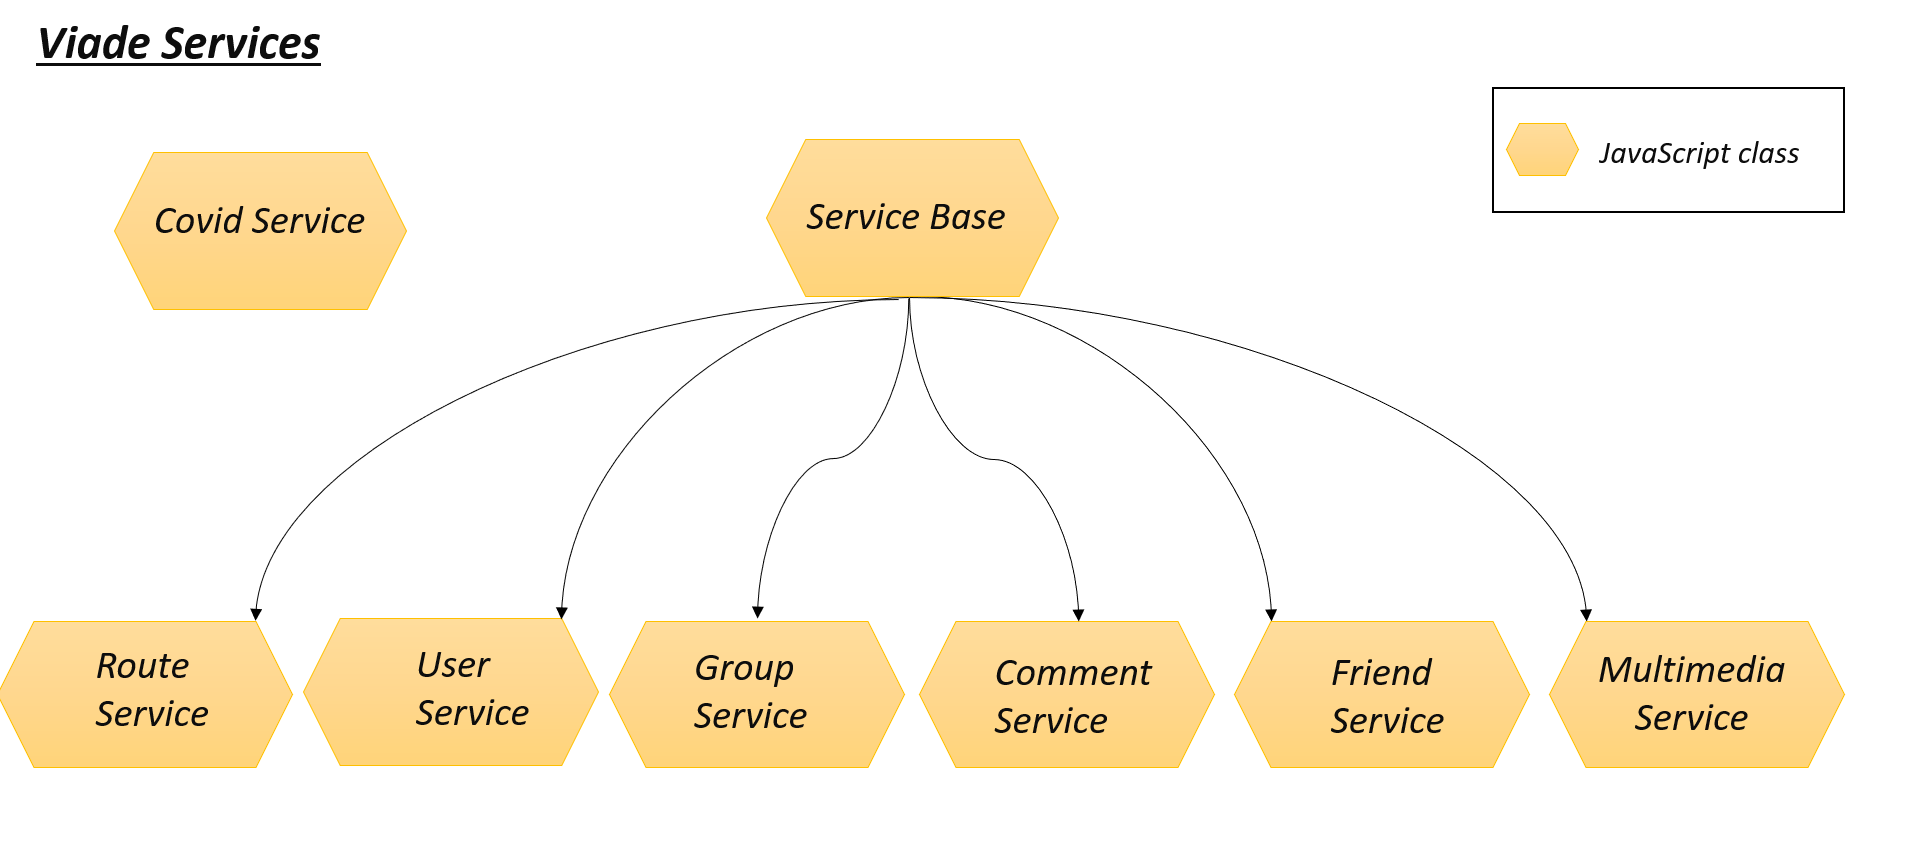 Viade Services
JavaScript class
Covid Service
Service Base
Route
Service
User
Service
Group
Service
Comment
Service
Friend
Service
Multimedia
Service